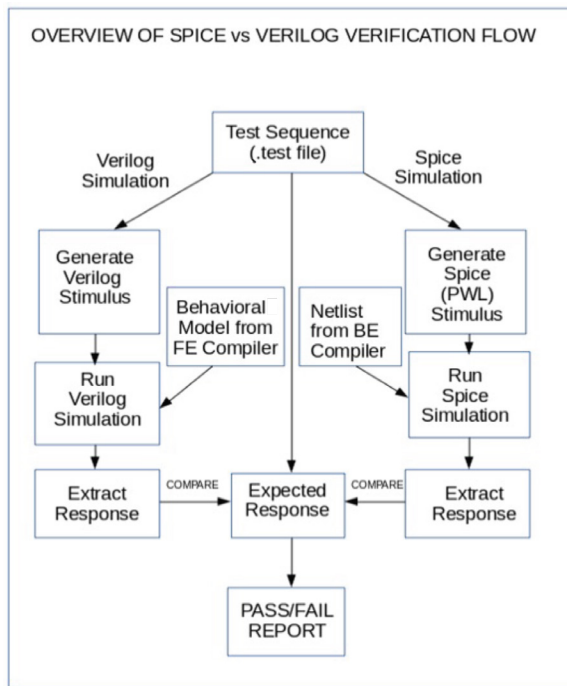 OVERVIEW OF SPICE vs VERILOG VERIFICATION FLOW
Test Sequence
(.test file)
Verilog
Simulation
Spice
Simulation
Generate
Verilog
Stimulus
Behavioral
Model from
FE Compiler
Netlist
from BE
Compiler
Generate
Spice
(PWL)
Stimulus
Run
Verilog
Simulation
Run
Spice
Simulation
Extract
Response
COMPARE
Expected
Response
COMPARE
Extract
Response
PASS/FAIL
REPORT